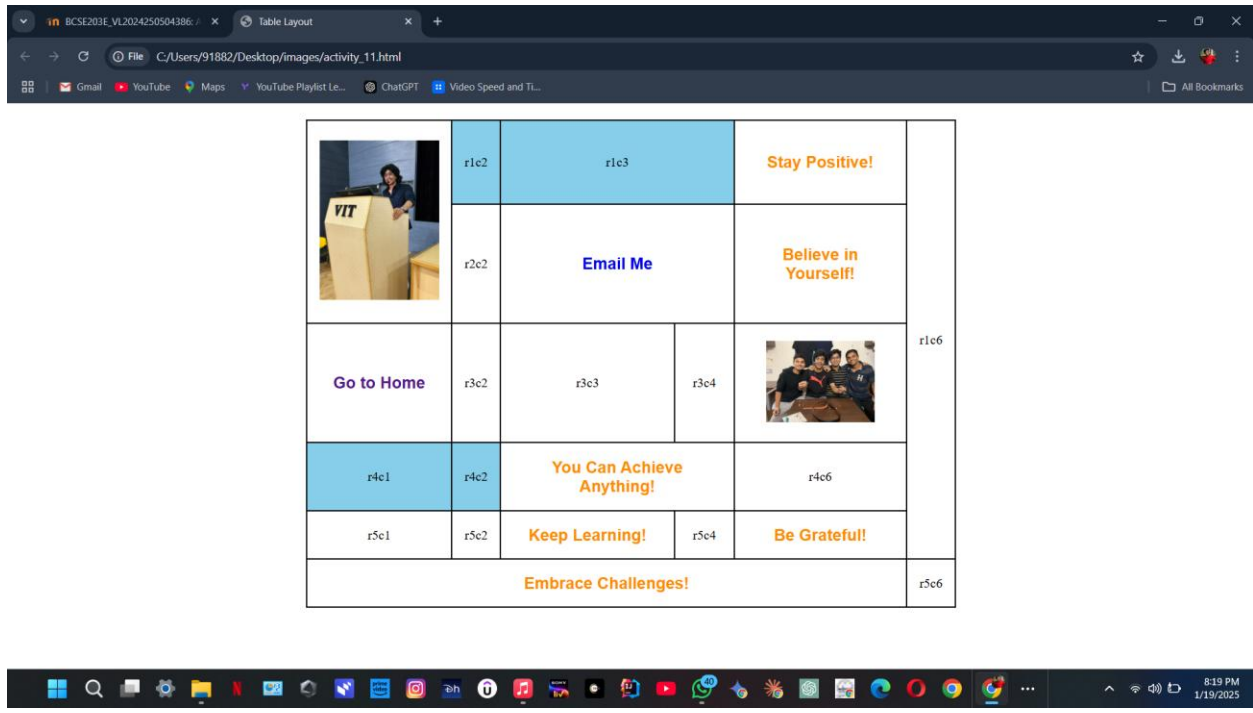 BCSE203E_VL2024250504386: A
Table Layout
File C:/Users/91882/Desktop/images/activity_11.html
Gmail YouTube Maps YouTube Playlist Le... ChatGPT Video Speed and Ti... All Bookmarks
VIT
r1c2 r1c3 Stay Positive!
r2c2 Email Me Believe in
Yourself!
r1c6
Go to Home r3c2 r3c3 r3c4
r4c1 r4c2 You Can Achieve
Anything! r4c6
r5c1 r5c2 Keep Learning! r5c4 Be Grateful!
Embrace Challenges! r5c6
40
8:19 PM
1/19/2025